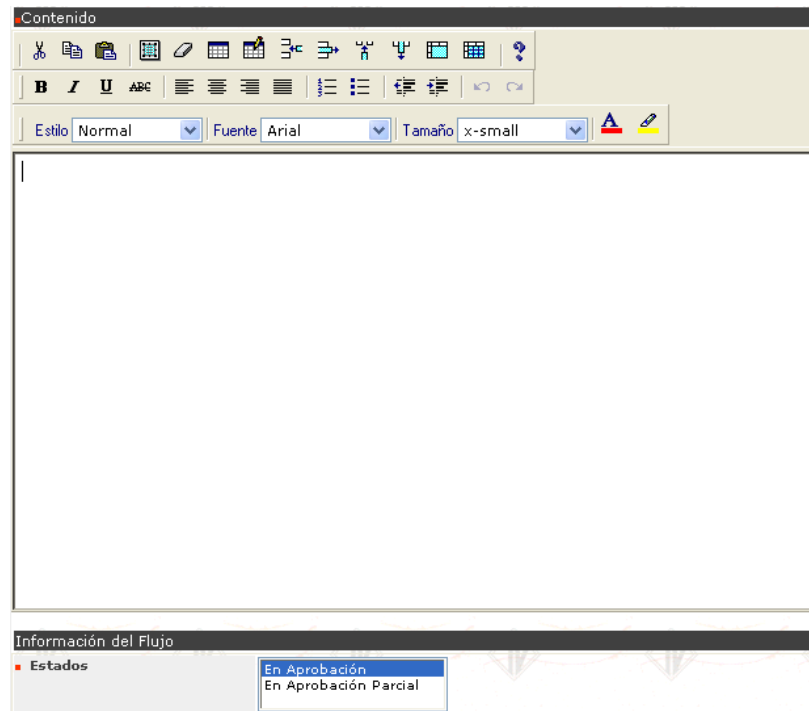 Contenido
B I U ABC
Estilo Normal Fuente Arial Tamaño x-small A
Información del Flujo
Estados
En Aprobación
En Aprobación Parcial